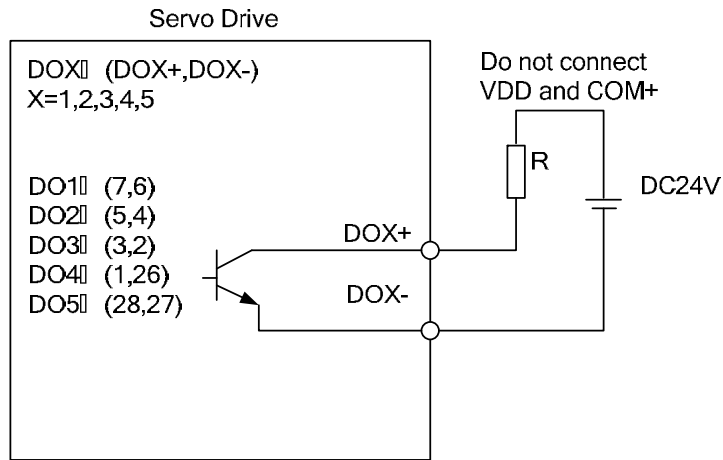 Servo Drive
DOX▯ (DOX+,DOX-)
X=1,2,3,4,5
Do not connect
VDD and COM+
R
DC24V
DO1▯ (7,6)
DO2▯ (5,4)
DO3▯ (3,2)
DO4▯ (1,26)
DO5▯ (28,27)
DOX+
DOX-